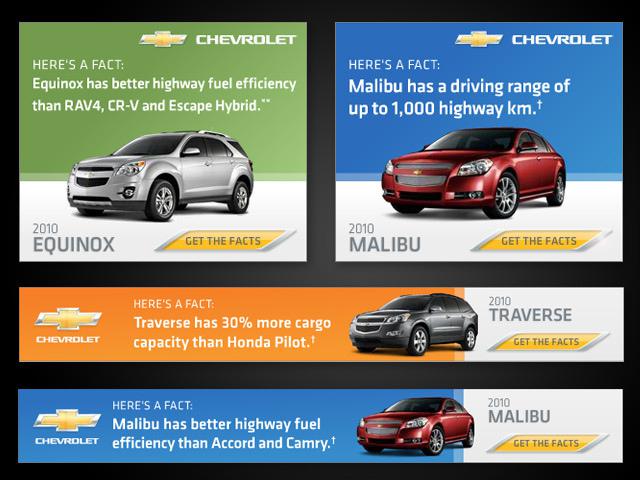 CHEVROLET
HERE'S A FACT:
Equinox has better highway fuel efficiency
than RAV4, CR-V and Escape Hybrid.**
2010
EQUINOX
GET THE FACTS
CHEVROLET
HERE'S A FACT:
Malibu has a driving range of
up to 1,000 highway km.†
2010
MALIBU
GET THE FACTS
CHEVROLET
HERE'S A FACT:
Traverse has 30% more cargo
capacity than Honda Pilot.†
2010
TRAVERSE
GET THE FACTS
CHEVROLET
HERE'S A FACT:
Malibu has better highway fuel
efficiency than Accord and Camry.†
2010
MALIBU
GET THE FACTS